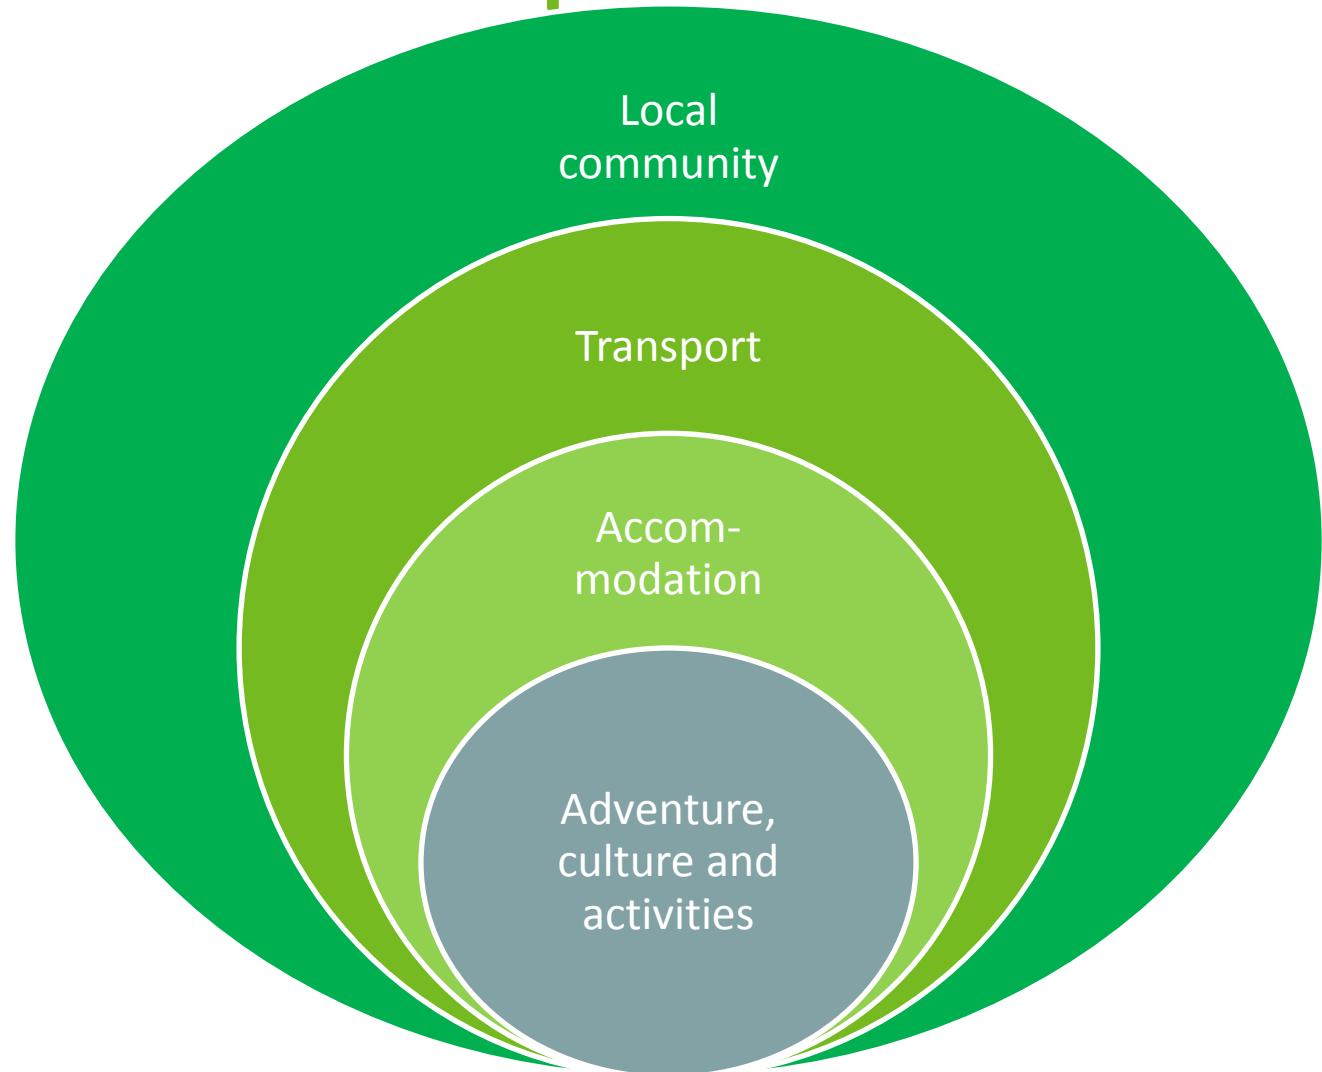 Local
community
Transport
Accom-
modation
Adventure,
culture and
activities